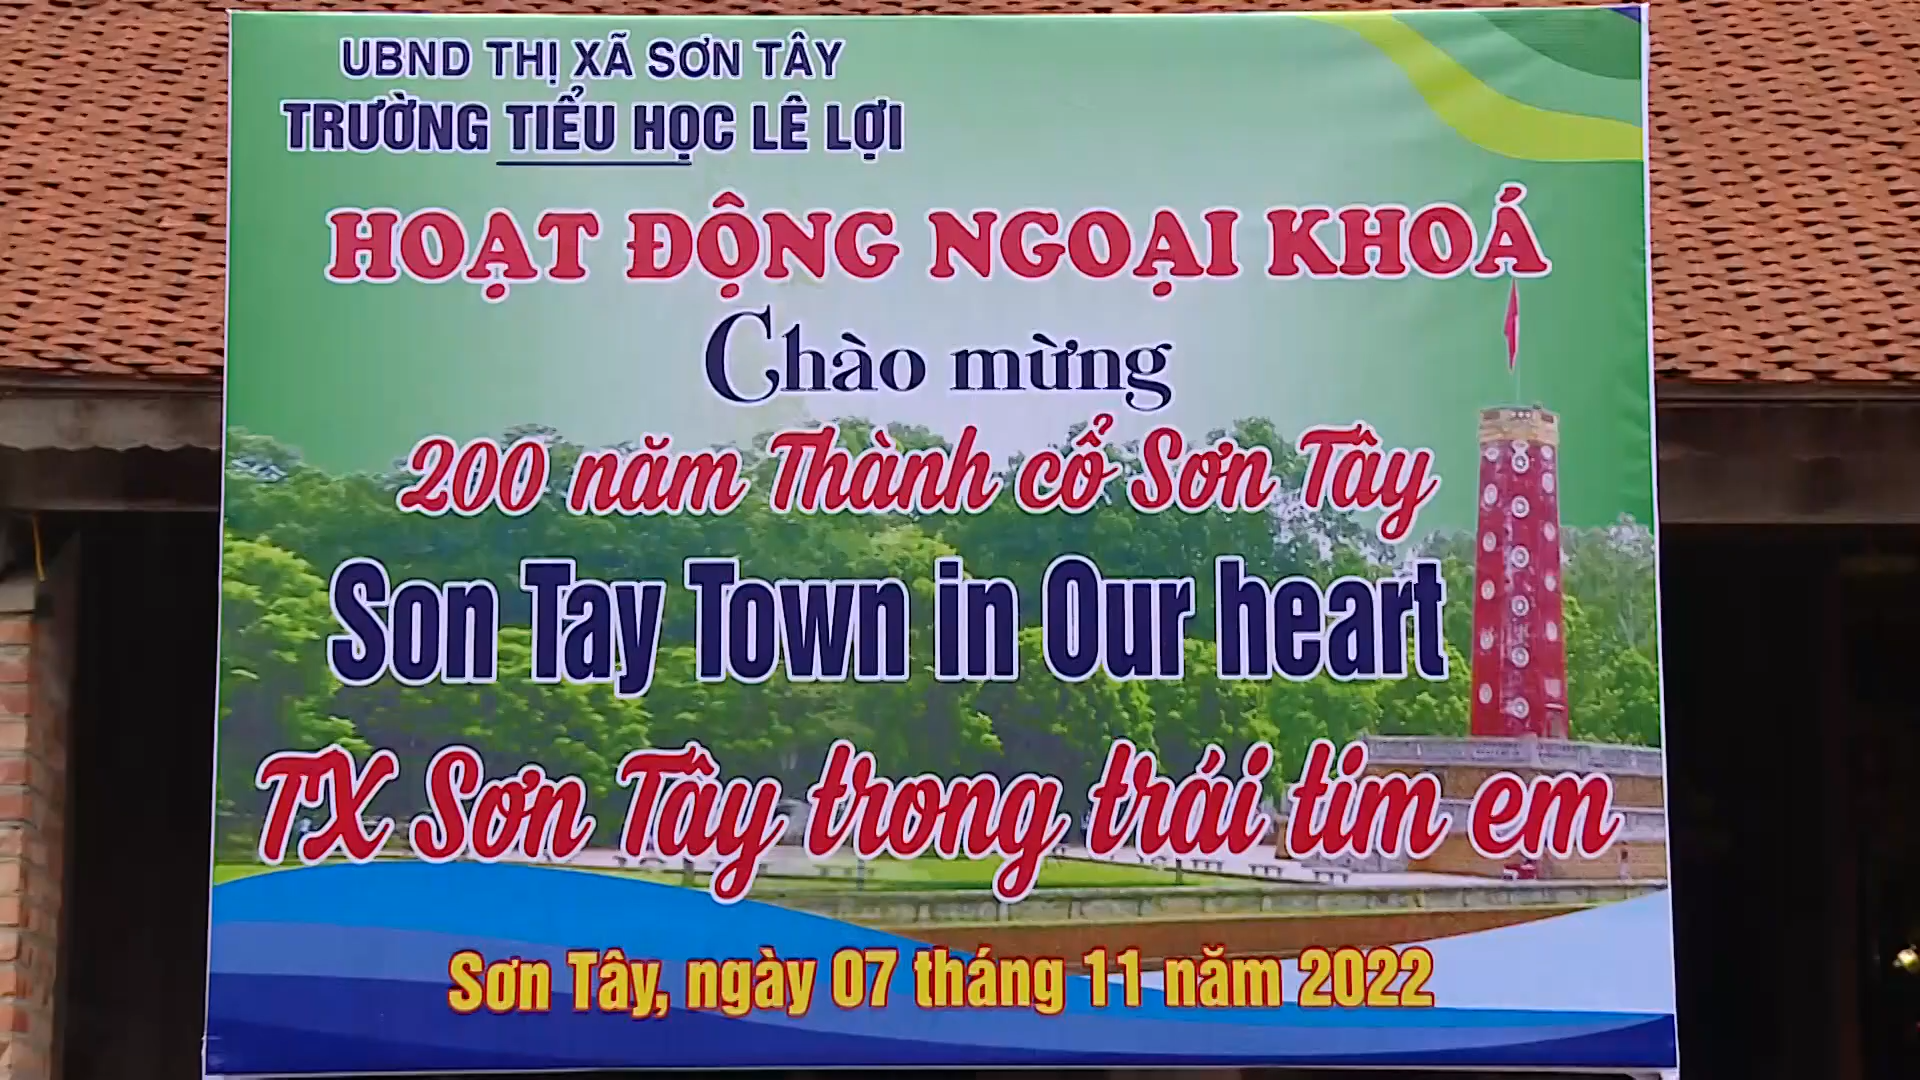 UBND THỊ XÃ SƠN TÂY
TRƯỜNG TIỂU HỌC LÊ LỢI
HOẠT ĐỘNG NGOẠI KHOÁ
Chào mừng
200 năm Thành cổ Sơn Tây
Son Tay Town in Our heart
TX Sơn Tây trong trái tim em
Sơn Tây, ngày 07 tháng 11 năm 2022